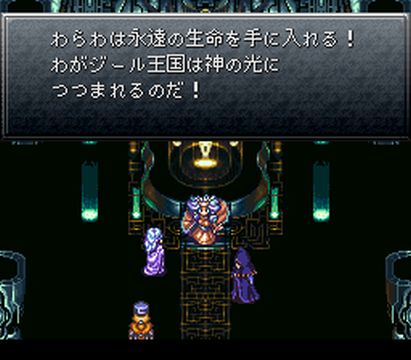 わらわは永遠の生命を手に入れる！
わがジール王国は神の光に
つつまれるのだ！